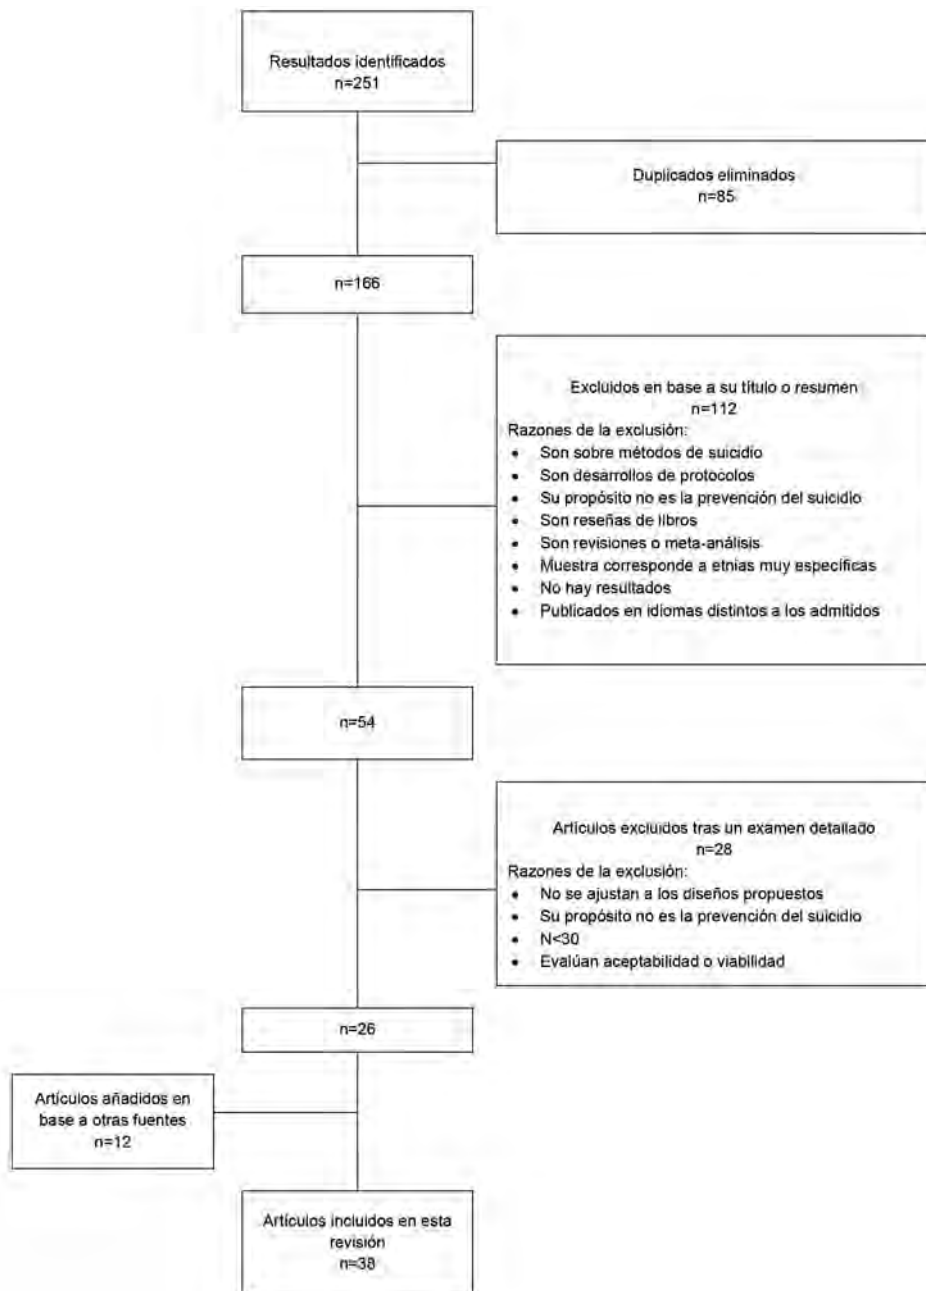 Resultados identificados
n=251
Duplicados eliminados
n=85
n=166
Excluidos en base a su título o resumen
n=112
Razones de la exclusión:
• Son sobre métodos de suicidio
• Son desarrollos de protocolos
• Su propósito no es la prevención del suicidio
• Son reseñas de libros
• Son revisiones o meta-análisis
• Muestra corresponde a etnias muy específicas
• No hay resultados
• Publicados en idiomas distintos a los admitidos
n=54
Artículos excluidos tras un examen detallado
n=28
Razones de la exclusión:
• No se ajustan a los diseños propuestos
• Su propósito no es la prevención del suicidio
• N<30
• Evalúan aceptabilidad o viabilidad
n=26
Artículos añadidos en
base a otras fuentes
n=12
Artículos incluidos en esta
revisión
n=38